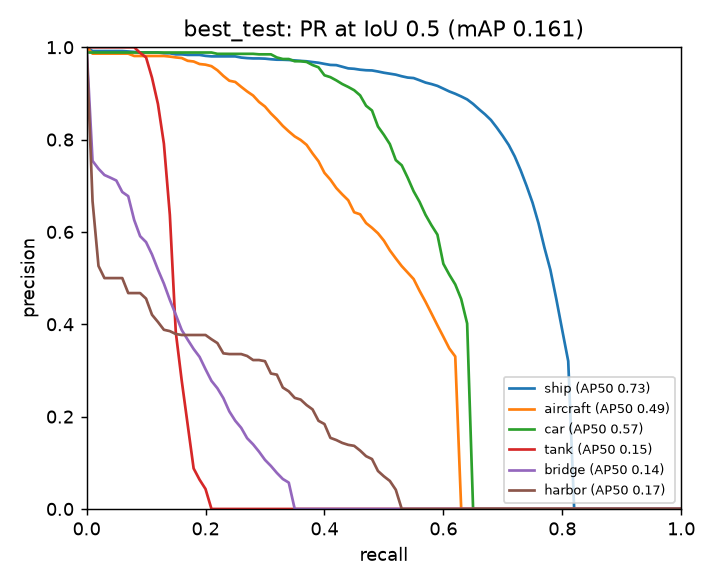 best_test: PR at IoU 0.5 (mAP 0.161)
precision
1.0
0.8
0.6
0.4
0.2
0.0
ship (AP50 0.73)
aircraft (AP50 0.49)
car (AP50 0.57)
tank (AP50 0.15)
bridge (AP50 0.14)
harbor (AP50 0.17)
0.0 0.2 0.4 0.6 0.8 1.0
recall